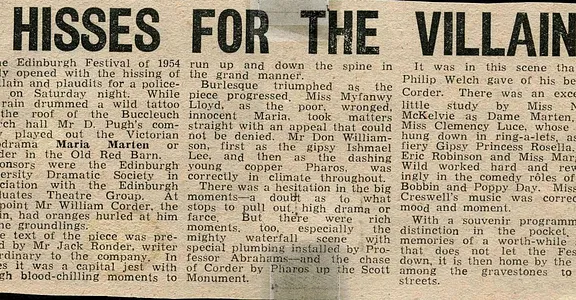 HISSES FOR THE VILLAIN
e Edinburgh Festival of 1954
ly opened with the hissing of
lain and plaudits for a police-
on Saturday night. While
rain drummed a wild tattoo
the roof of the Buccleuch
rch hall Mr D. Pugh's com-
played out the Victorian
odrama Maria Marten or
der in the Old Red Barn.
onsors were the Edinburgh
ersity Dramatic Society in
ciation with the Edinburgh
uates Theatre Group. At
point Mr William Corder, the
in, had oranges hurled at him
he groundlings.
e text of the piece was pre-
d by Mr Jack Ronder, writer
rdinary to the company. In
es it was a capital jest with
gh blood-chilling moments to
run up and down the spine in
the grand manner.
Burlesque triumphed as the
piece progressed. Miss Myfanwy
Lloyd, as the poor, wronged,
innocent Maria, took matters
straight with an appeal that could
not be denied. Mr Don William-
son, first as the gipsy Ishmael
Lee, and then as the dashing
young copper Pharos, was
correctly in climate throughout.
There was a hesitation in the big
moments—a doubt as to what
stops to pull out, high drama or
farce. But there were rich
moments, too, especially the
mighty waterfall scene with
special plumbing installed by Pro-
fessor Abrahams—and the chase
of Corder by Pharos up the Scott
Monument.
It was in this scene tha
Philip Welch gave of his be
Corder. There was an exce
little study by Miss N
McKelvie as Dame Marten,
Miss Clemency Luce, whose
hung down in ring-a-lets, as
fiery Gipsy Princess Rosella.
Eric Robinson and Miss Mar
Wild worked hard and rew
ingly in the comedy rôles of
Bobbin and Poppy Day. Miss
Creswell's music was correc
mood and moment.
With a souvenir programm
distinction in the pocket,
memories of a worth-while
that does not let the Fes
down, it is then home by the
among the gravestones to
streets.